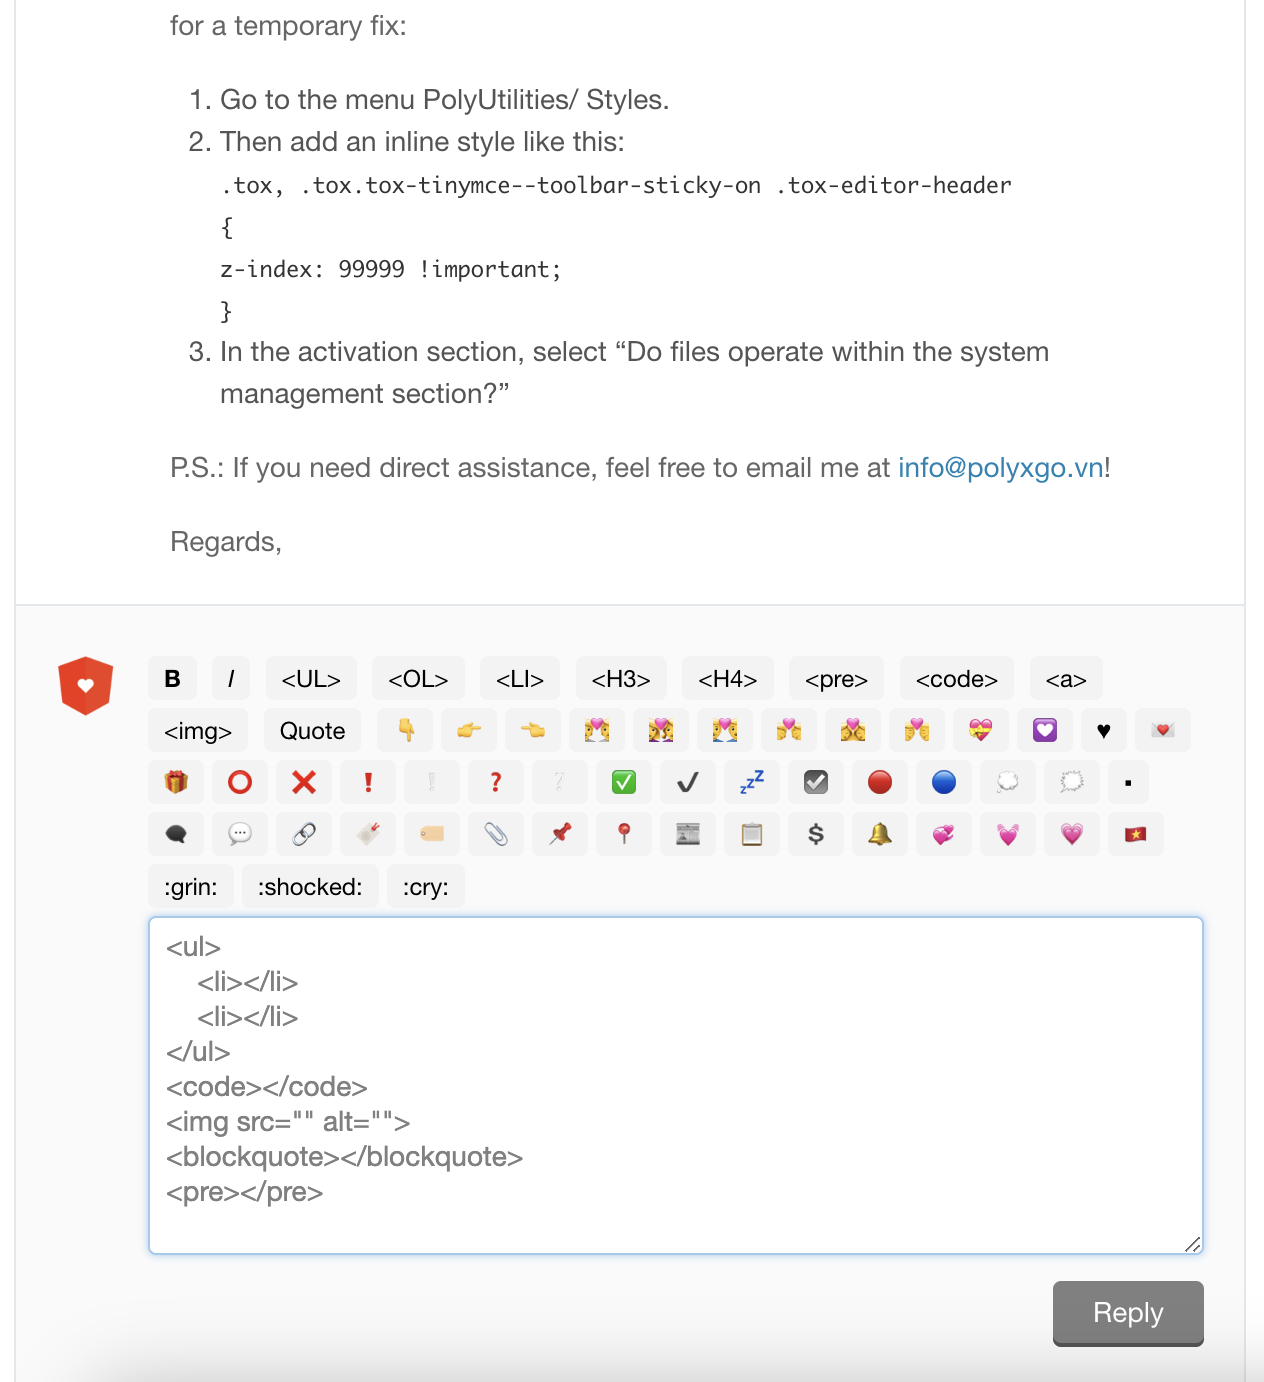 for a temporary fix:
1. Go to the menu PolyUtilities/ Styles.
2. Then add an inline style like this:
.tox, .tox.tox-tinymce--toolbar-sticky-on .tox-editor-header
{
z-index: 99999 !important;
}
3. In the activation section, select “Do files operate within the system
management section?”
P.S.: If you need direct assistance, feel free to email me at info@polyxgo.vn!
Regards,
B I <UL> <OL> <LI> <H3> <H4> <pre> <code> <a>
<img> Quote
:grin: :shocked: :cry:
<ul>
<li></li>
<li></li>
</ul>
<code></code>
<img src="" alt="">
<blockquote></blockquote>
<pre></pre>
Reply